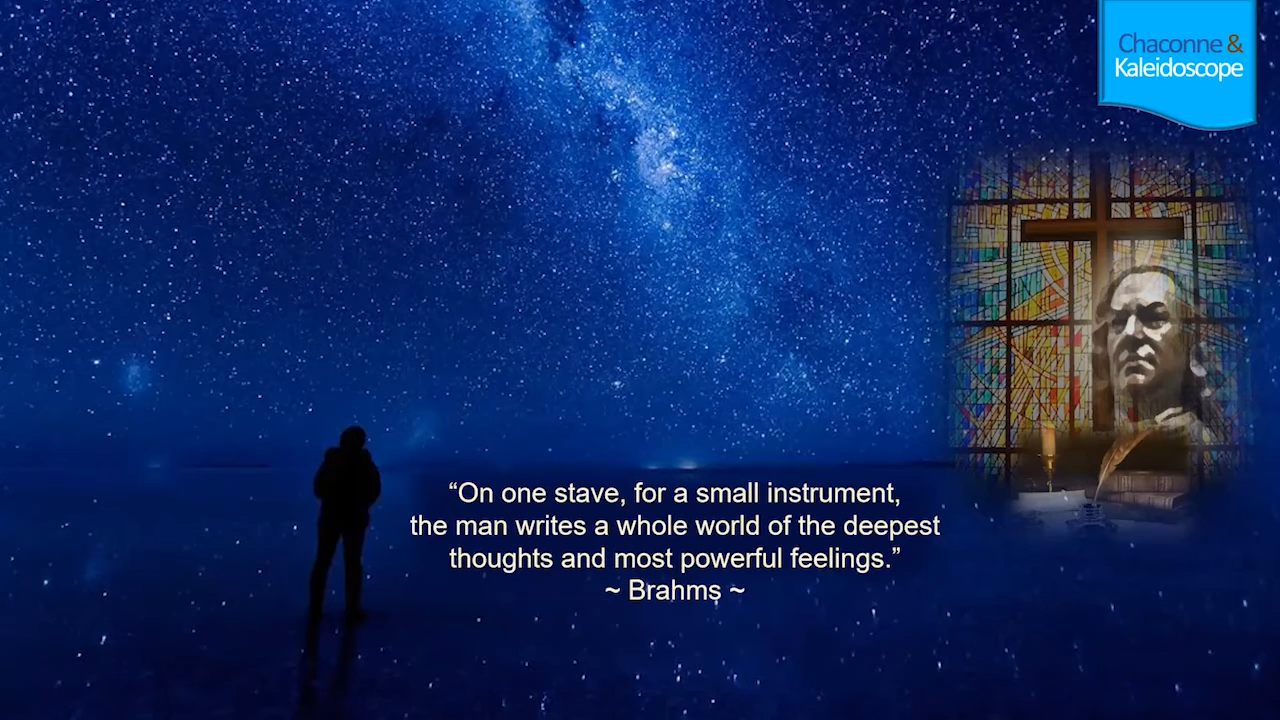 Chaconne &
Kaleidoscope
“On one stave, for a small instrument,
the man writes a whole world of the deepest
thoughts and most powerful feelings.”
~ Brahms ~